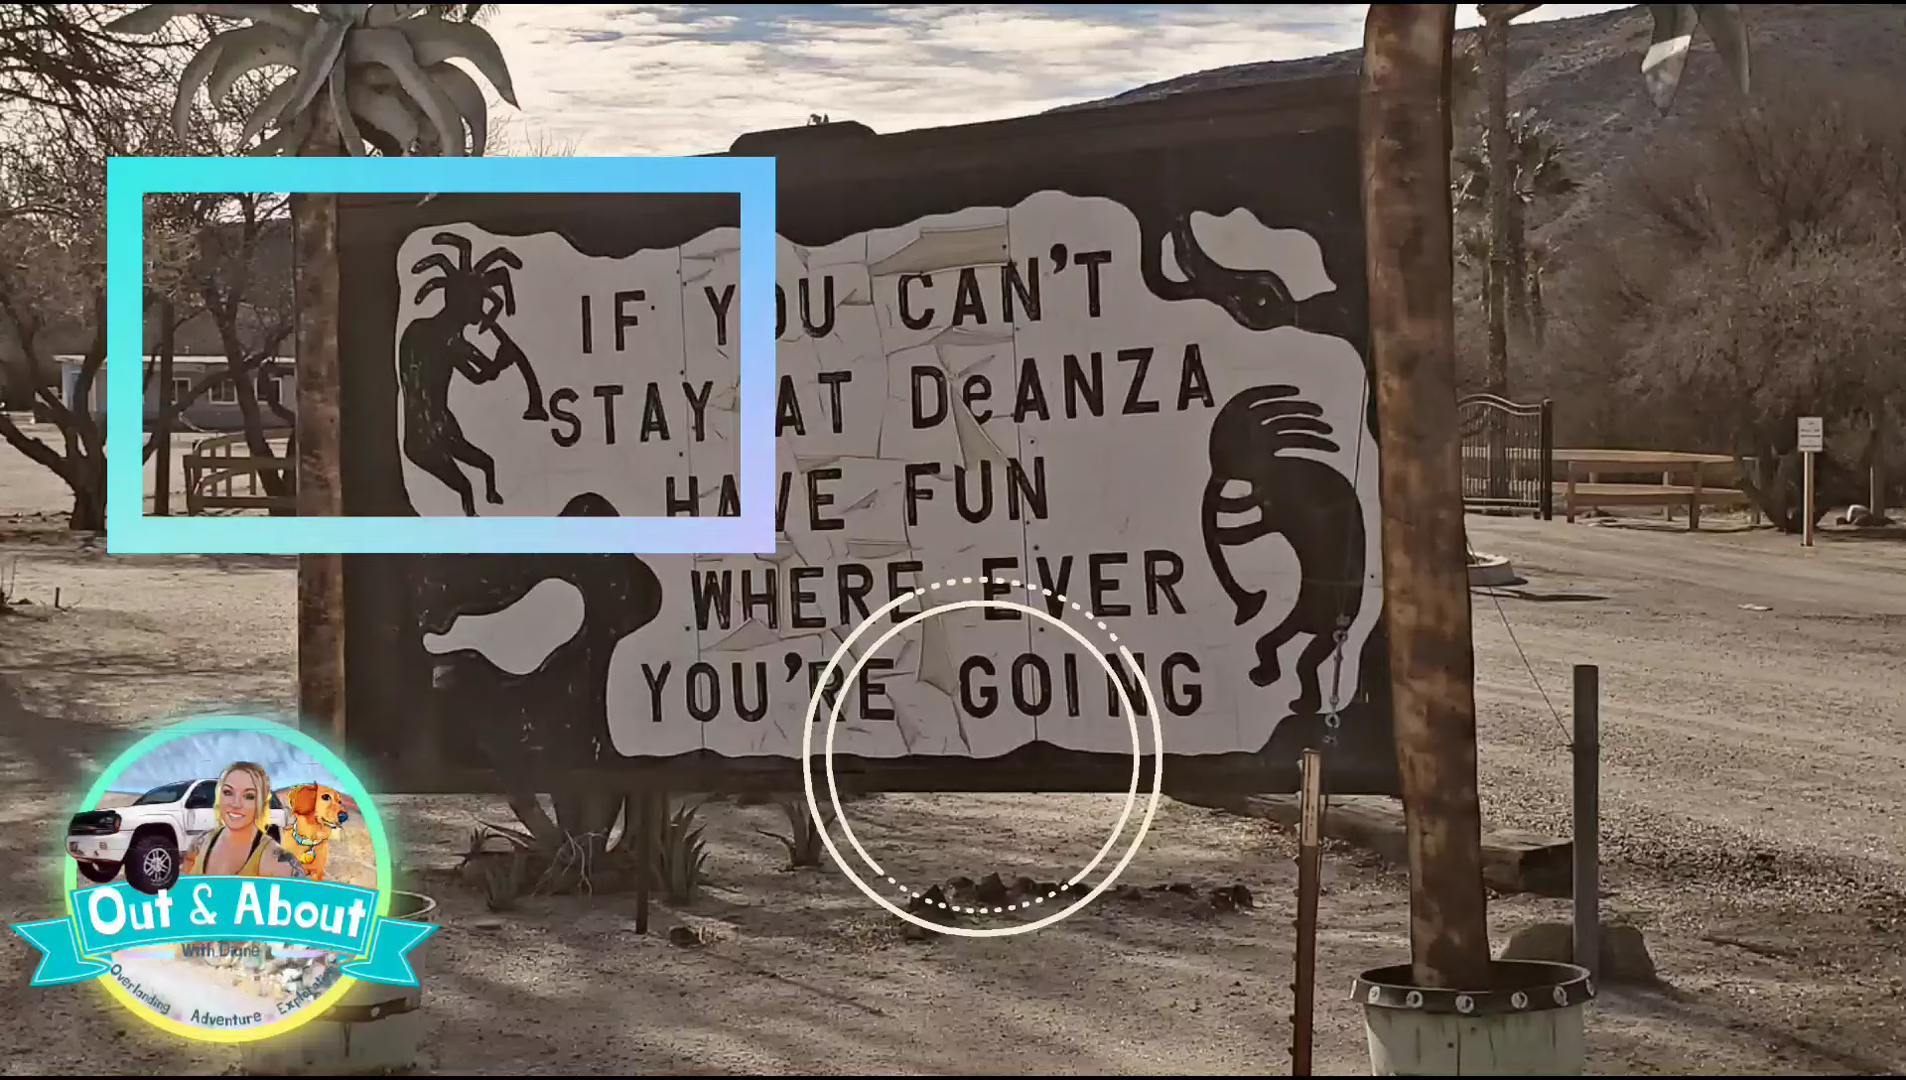 IF YOU CAN'T
STAY AT DeANZA
HAVE FUN
WHERE EVER
YOU'RE GOING
Out & About
With Diane
Overlanding Adventure Exploration